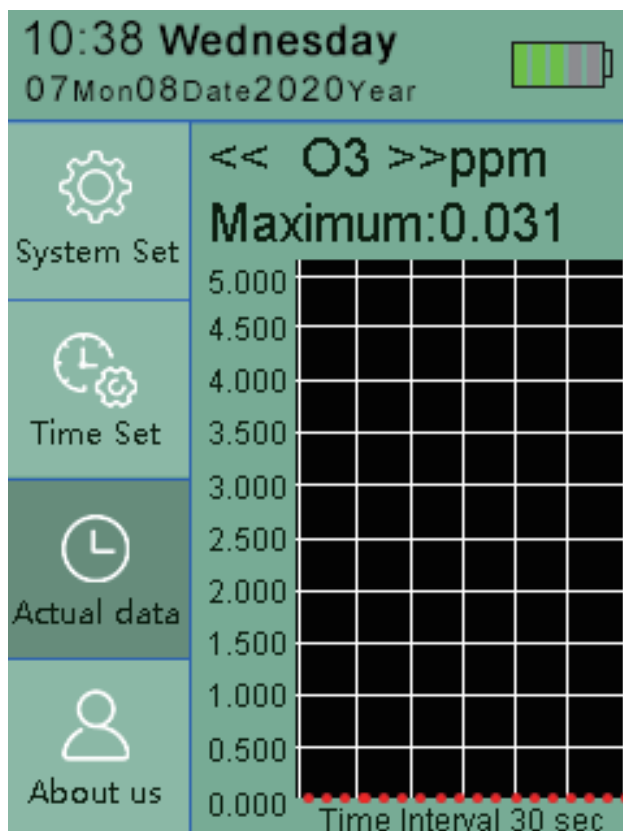 10:38 Wednesday
07Mon08Date2020Year
System Set
Time Set
Actual data
About us
<< O3 >>ppm
Maximum:0.031
5.000
4.500
4.000
3.500
3.000
2.500
2.000
1.500
1.000
0.500
0.000
Time Interval 30 sec